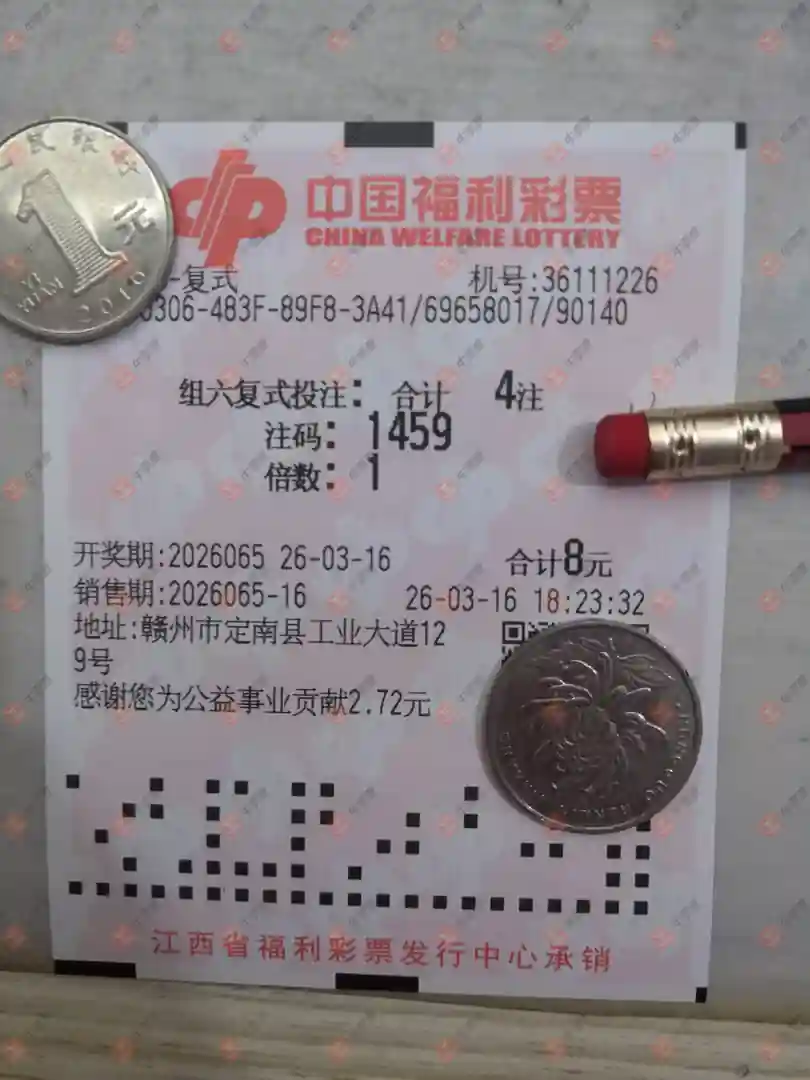 中国福利彩票
CHINA WELFARE LOTTERY
1
元
YI
YUAN
2010
-复式
机号:36111226
0306-483F-89F8-3A41/69658017/90140
组六复式投注: 合计 4注
注码: 1459
倍数: 1
开奖期:2026065 26-03-16 合计8元
销售期:2026065-16 26-03-16 18:23:32
地址:赣州市定南县工业大道12
9号
感谢您为公益事业贡献2.72元
江西省福利彩票发行中心承销